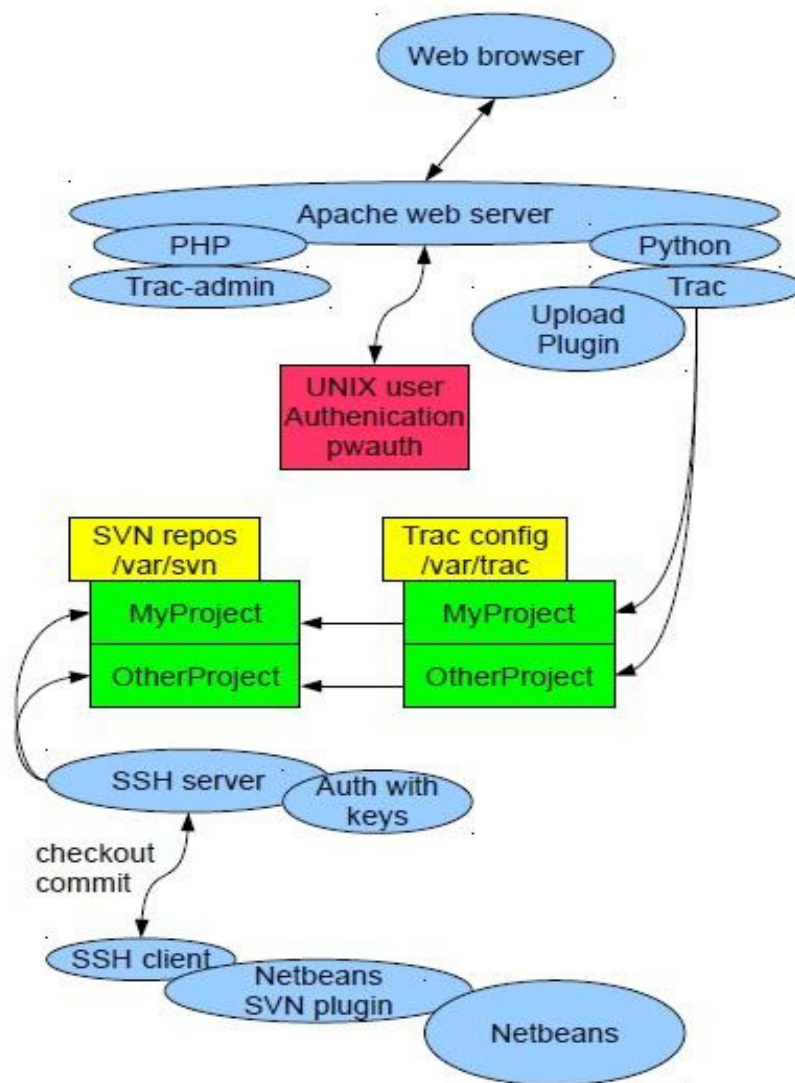 Web browser
Apache web server
PHP
Python
Trac-admin
Trac
Upload
Plugin
UNIX user
Authenication
pwauth
SVN repos
/var/svn
Trac config
/var/trac
MyProject
MyProject
OtherProject
OtherProject
SSH server
Auth with
keys
checkout
commit
SSH client
Netbeans
SVN plugin
Netbeans